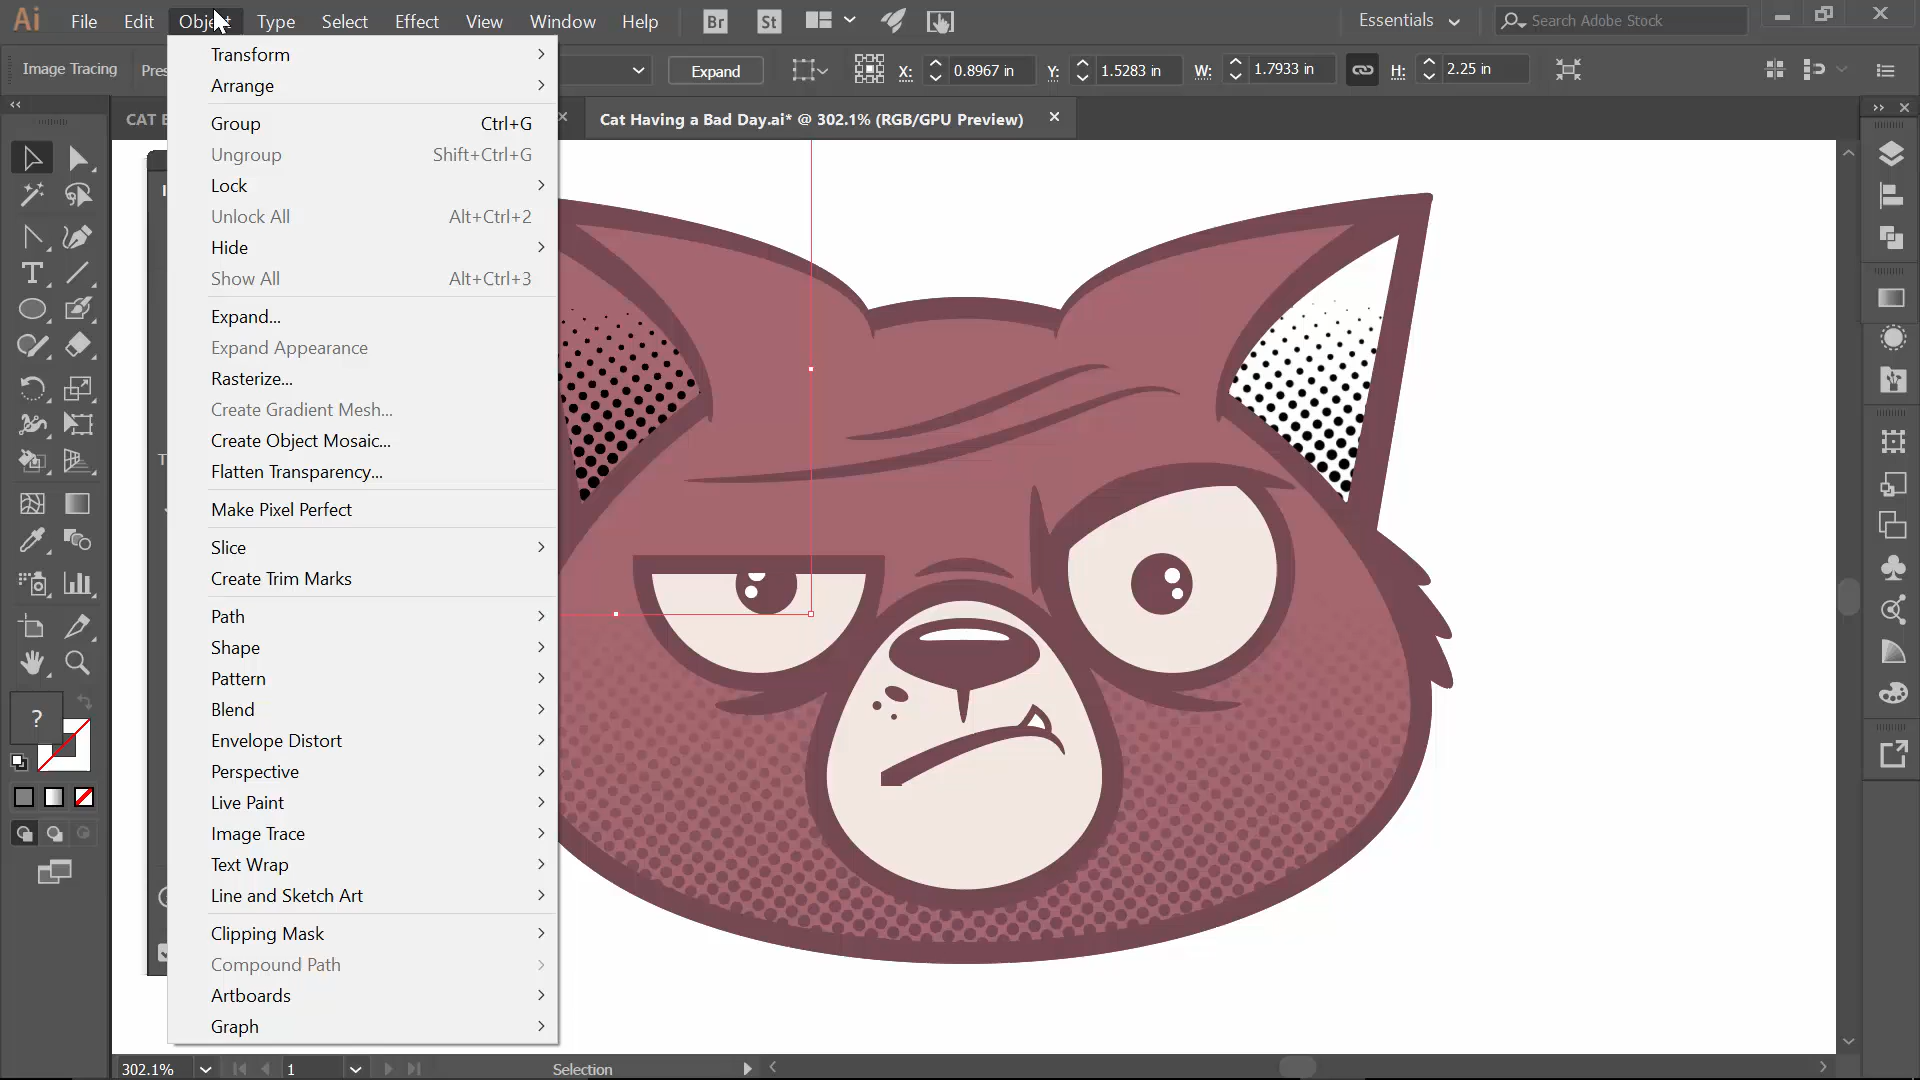 Ai File Edit Object Type Select Effect View Window Help Br St Essentials Search Adobe Stock
Image Tracing Expand X: 0.8967 in Y: 1.5283 in W: 1.7933 in H: 2.25 in
Cat Having a Bad Day.ai* @ 302.1% (RGB/GPU Preview)
Transform
Arrange
Group Ctrl+G
Ungroup Shift+Ctrl+G
Lock
Unlock All Alt+Ctrl+2
Hide
Show All Alt+Ctrl+3
Expand...
Expand Appearance
Rasterize...
Create Gradient Mesh...
Create Object Mosaic...
Flatten Transparency...
Make Pixel Perfect
Slice
Create Trim Marks
Path
Shape
Pattern
Blend
Envelope Distort
Perspective
Live Paint
Image Trace
Text Wrap
Line and Sketch Art
Clipping Mask
Compound Path
Artboards
Graph
302.1% 1 Selection